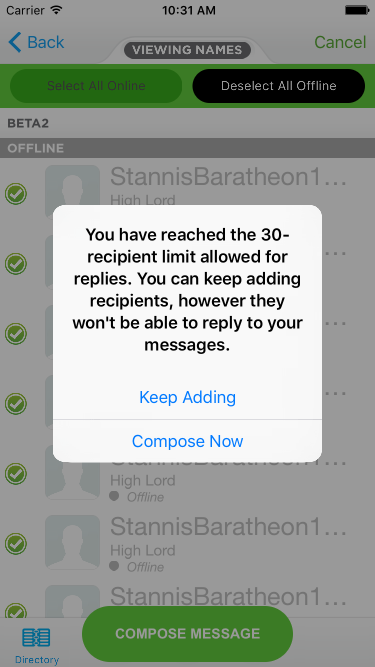 Carrier 10:31 AM
Back VIEWING NAMES Cancel
Select All Online Deselect All Offline
BETA2
OFFLINE
StannisBaratheon1...
High Lord
You have reached the 30-
recipient limit allowed for
replies. You can keep adding
recipients, however they
won't be able to reply to your
messages.
Keep Adding
Compose Now
StannisBaratheon1...
High Lord
Offline
StannisBaratheon1...
High Lord
Offline
StannisBaratheon1...
Directory
COMPOSE MESSAGE